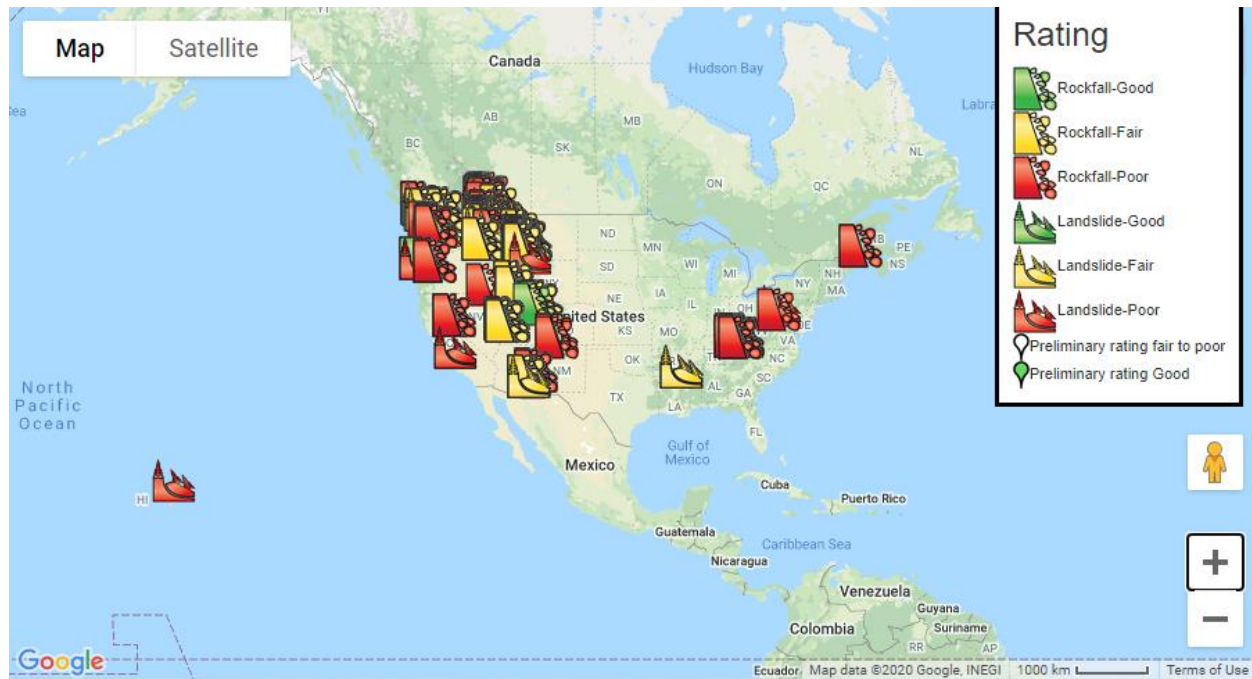 Map
Satellite
Canada
Hudson Bay
AB
MB
BC
SK
NL
ON
QC
PE
NS
ND
MN
SD
WI
MI
NH
NY
MA
NE
IA
IL
OH
United States
KS
MO
VA
NV
OK
NC
NM
SC
AL
GA
TX
LA
FL
North
Pacific
Ocean
Gulf of
Mexico
Mexico
HI
Cuba
Puerto Rico
Guatemala
Caribbean Sea
Nicaragua
Venezuela
Guyana
Colombia
Suriname
RR
AP
Ecuador
Rating
Rockfall-Good
Rockfall-Fair
Rockfall-Poor
Landslide-Good
Landslide-Fair
Landslide-Poor
Preliminary rating fair to poor
Preliminary rating Good
+
−
Google
Map data ©2020 Google, INEGI
1000 km
Terms of Use